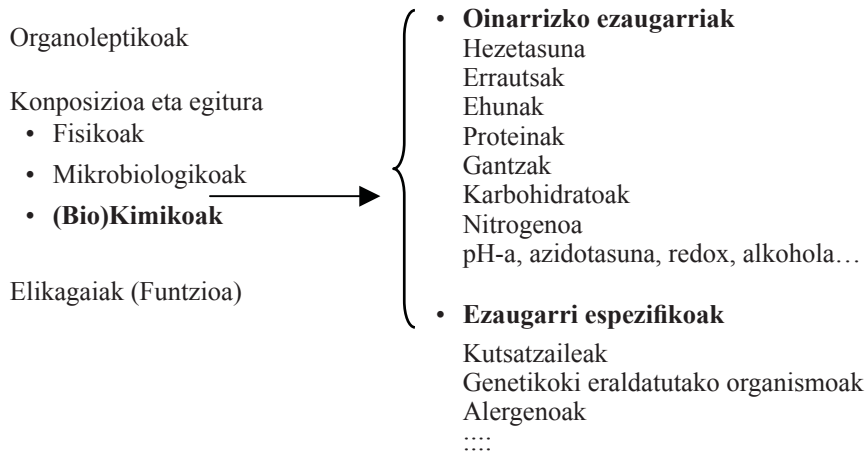 Organoleptikoak
Konposizioa eta egitura
• Fisikoak
• Mikrobiologikoak
• (Bio)Kimikoak
Elikagaiak (Funtzioa)
• Oinarrizko ezaugarriak
Hezetasuna
Errautsak
Ehunak
Proteinak
Gantzak
Karbohidratoak
Nitrogenoa
pH-a, azidotasuna, redox, alkohola…
• Ezaugarri espezifikoak
Kutsatzaileak
Genetikoki eraldatutako organismoak
Alergenoak
::::